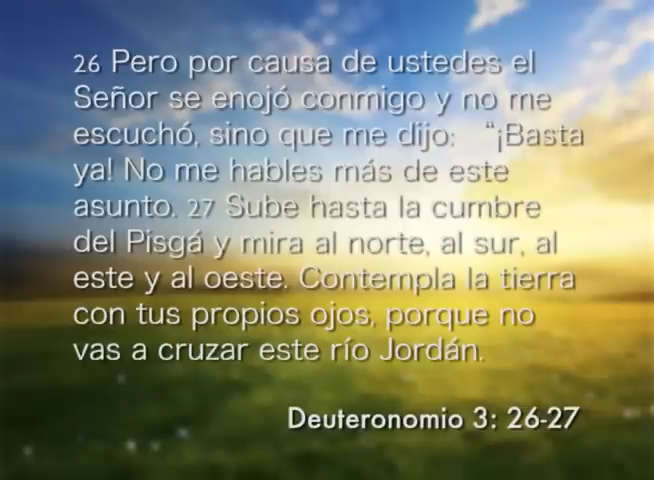 26 Pero por causa de ustedes el
Señor se enojó conmigo y no me
escuchó, sino que me dijo: “¡Basta
ya! No me hables más de este
asunto. 27 Sube hasta la cumbre
del Pisgá y mira al norte, al sur, al
este y al oeste. Contempla la tierra
con tus propios ojos, porque no
vas a cruzar este río Jordán.
Deuteronomio 3: 26-27